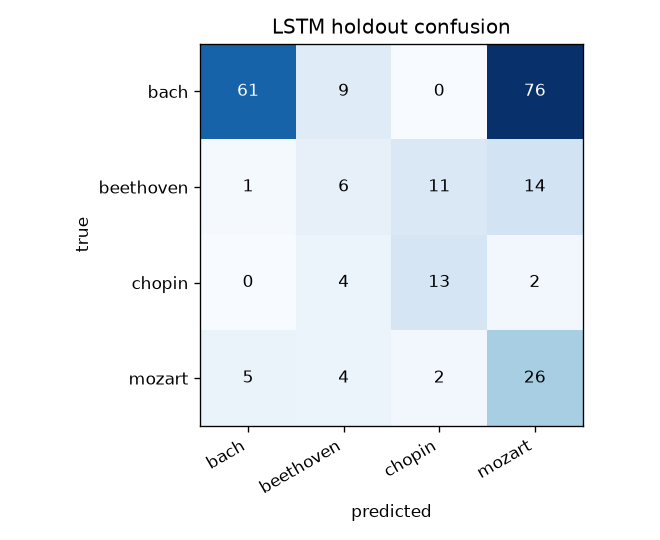 LSTM holdout confusion
bach 61 9 0 76
beethoven 1 6 11 14
chopin 0 4 13 2
mozart 5 4 2 26
true
bach beethoven chopin mozart
predicted